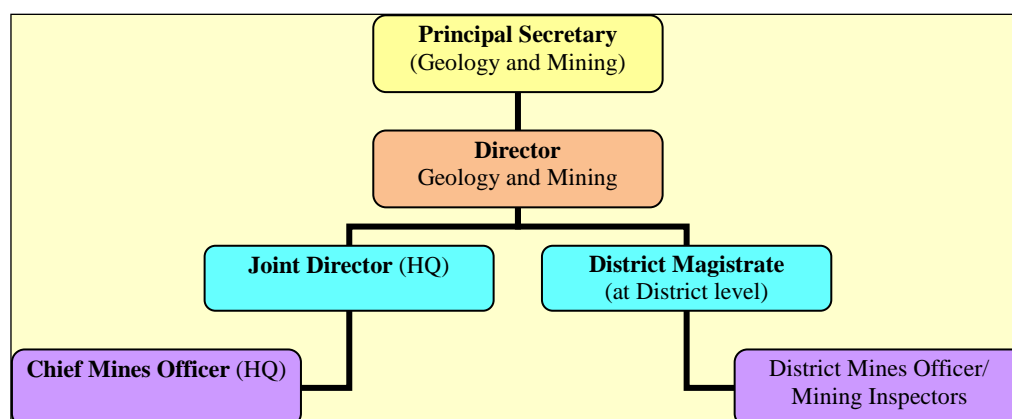 Principal Secretary
(Geology and Mining)
Director
Geology and Mining
Joint Director (HQ)
District Magistrate
(at District level)
Chief Mines Officer (HQ)
District Mines Officer/
Mining Inspectors